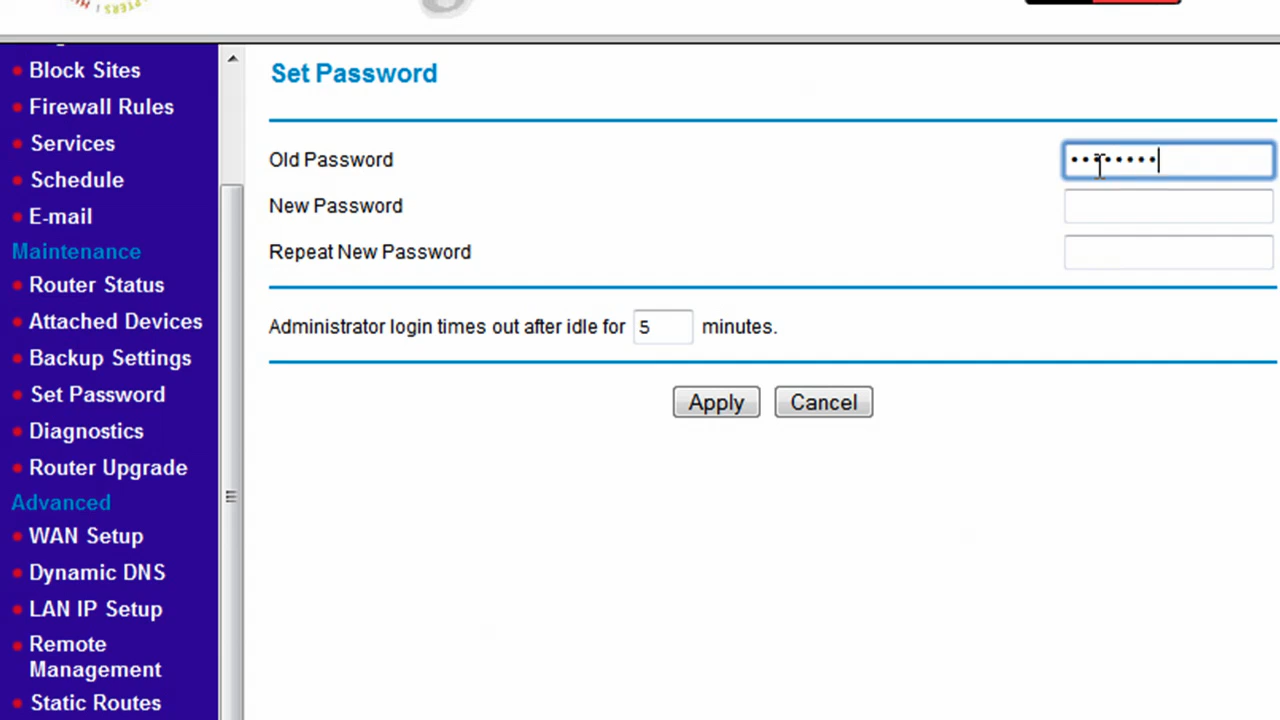 Block Sites
Firewall Rules
Services
Schedule
E-mail
Maintenance
Router Status
Attached Devices
Backup Settings
Set Password
Diagnostics
Router Upgrade
Advanced
WAN Setup
Dynamic DNS
LAN IP Setup
Remote
Management
Static Routes
Set Password
Old Password ••••••••
New Password
Repeat New Password
Administrator login times out after idle for 5 minutes.
Apply Cancel